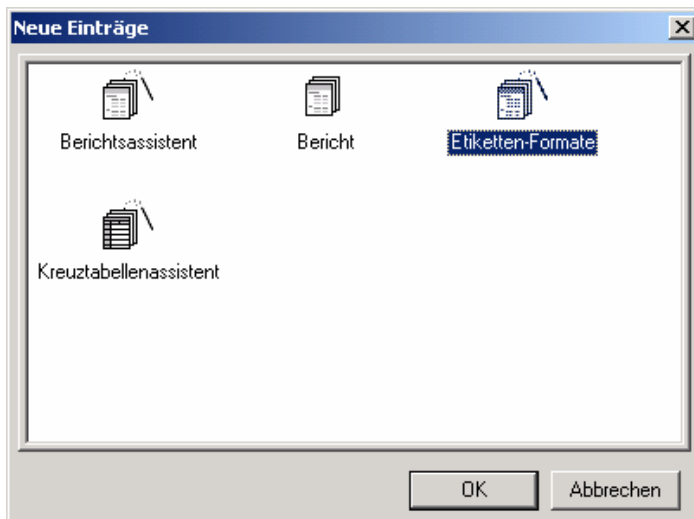 Neue Einträge
Berichtsassistent
Bericht
Etiketten-Formate
Kreuztabellenassistent
OK
Abbrechen